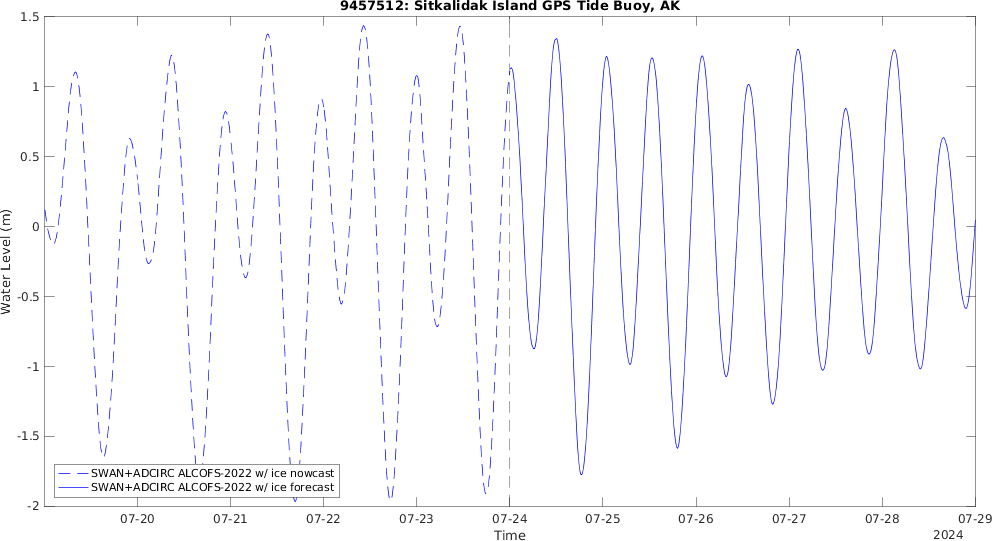 9457512: Sitkalidak Island GPS Tide Buoy, AK
1.5
1
0.5
0
-0.5
-1
-1.5
-2
Water Level (m)
SWAN+ADCIRC ALCOFS-2022 w/ ice nowcast
SWAN+ADCIRC ALCOFS-2022 w/ ice forecast
07-20 07-21 07-22 07-23 07-24 07-25 07-26 07-27 07-28 07-29
Time
2024